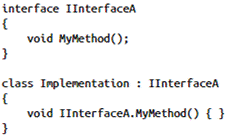 interface IInterfaceA
{
    void MyMethod();
}

class Implementation : IInterfaceA
{
    void IInterfaceA.MyMethod() { }
}